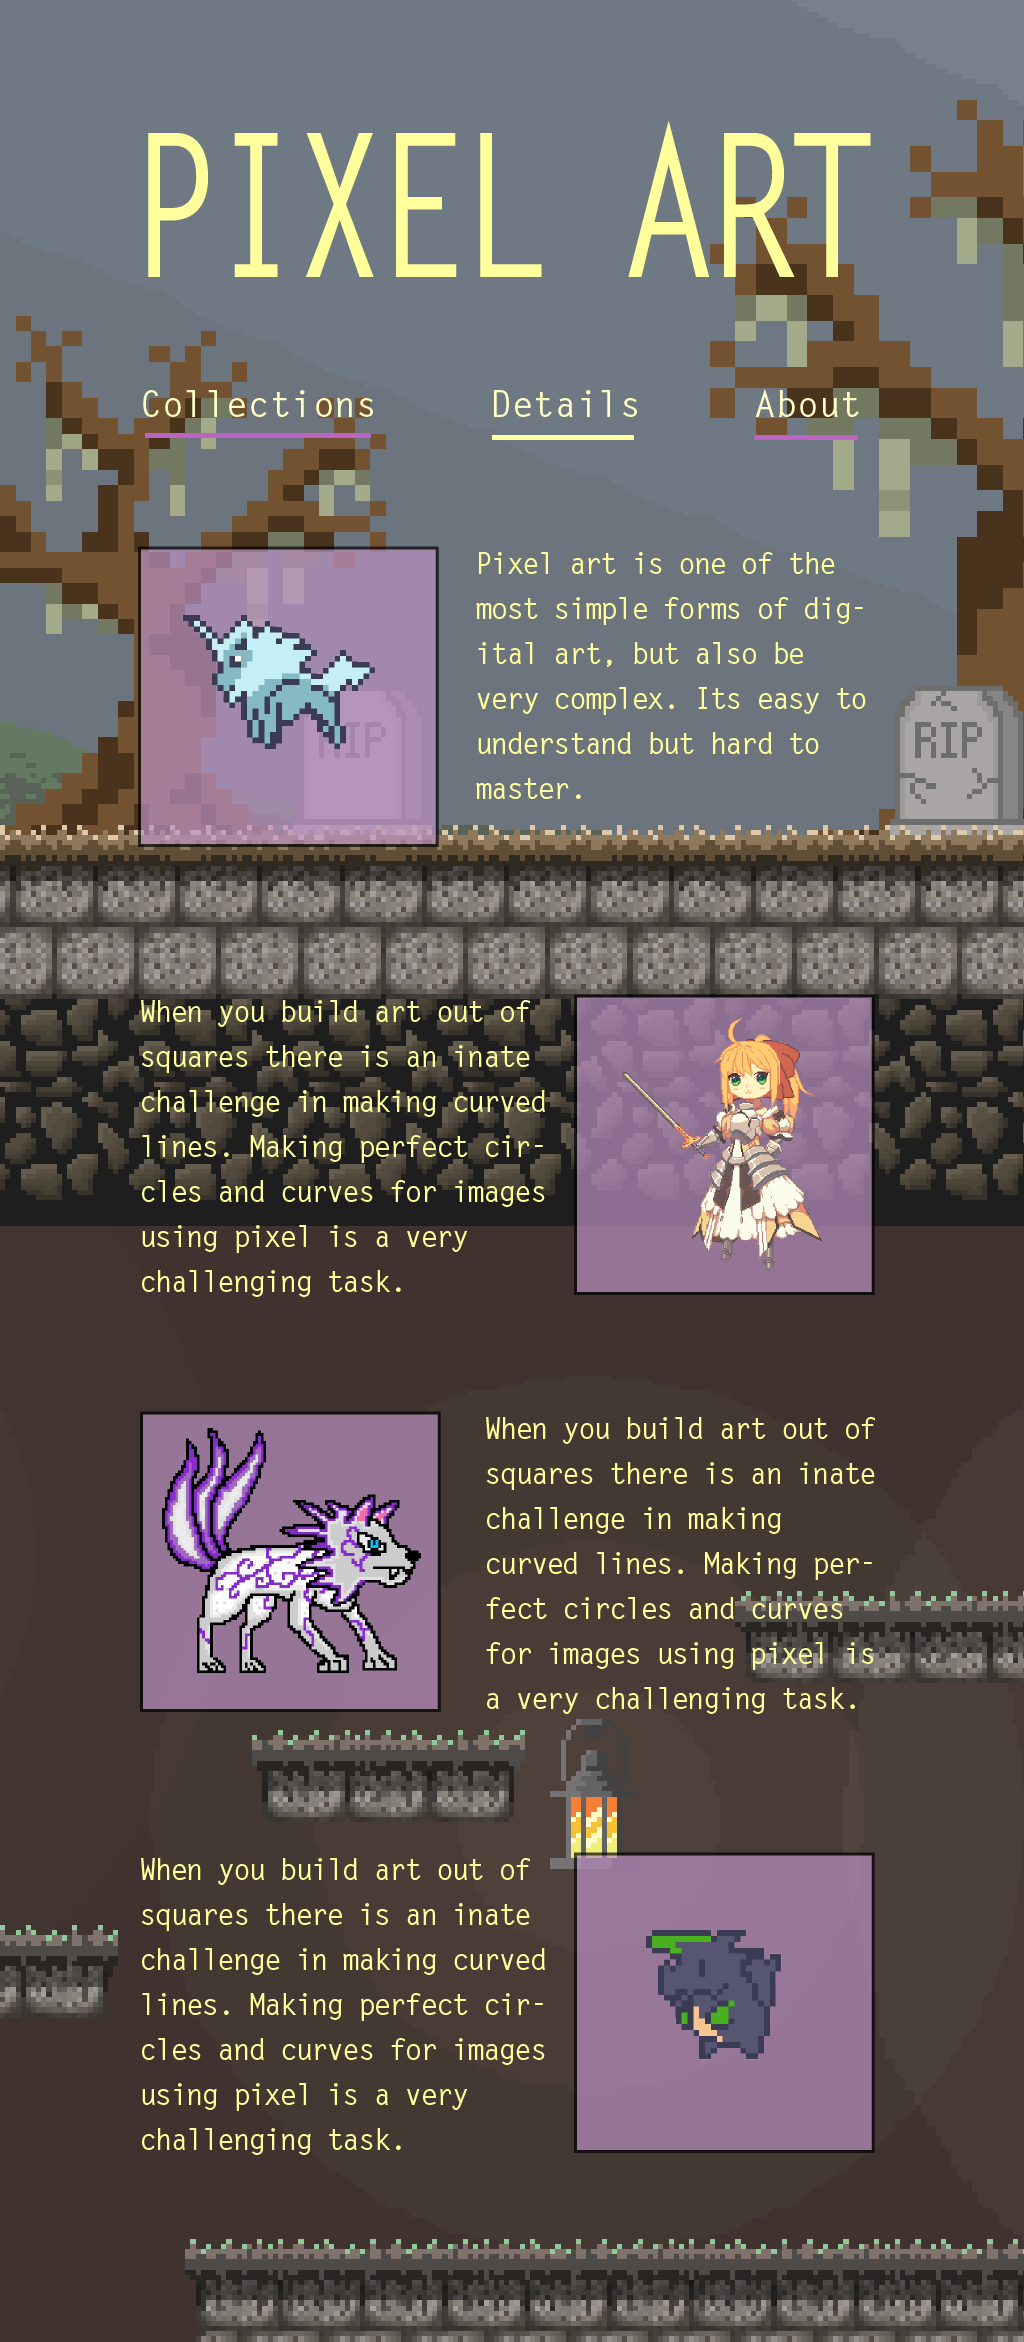 PIXEL ART
Collections Details About
Pixel art is one of the
most simple forms of dig-
ital art, but also be
very complex. Its easy to
understand but hard to
master.
RIP
RIP
When you build art out of
squares there is an inate
challenge in making curved
lines. Making perfect cir-
cles and curves for images
using pixel is a very
challenging task.
When you build art out of
squares there is an inate
challenge in making
curved lines. Making per-
fect circles and curves
for images using pixel is
a very challenging task.
When you build art out of
squares there is an inate
challenge in making curved
lines. Making perfect cir-
cles and curves for images
using pixel is a very
challenging task.